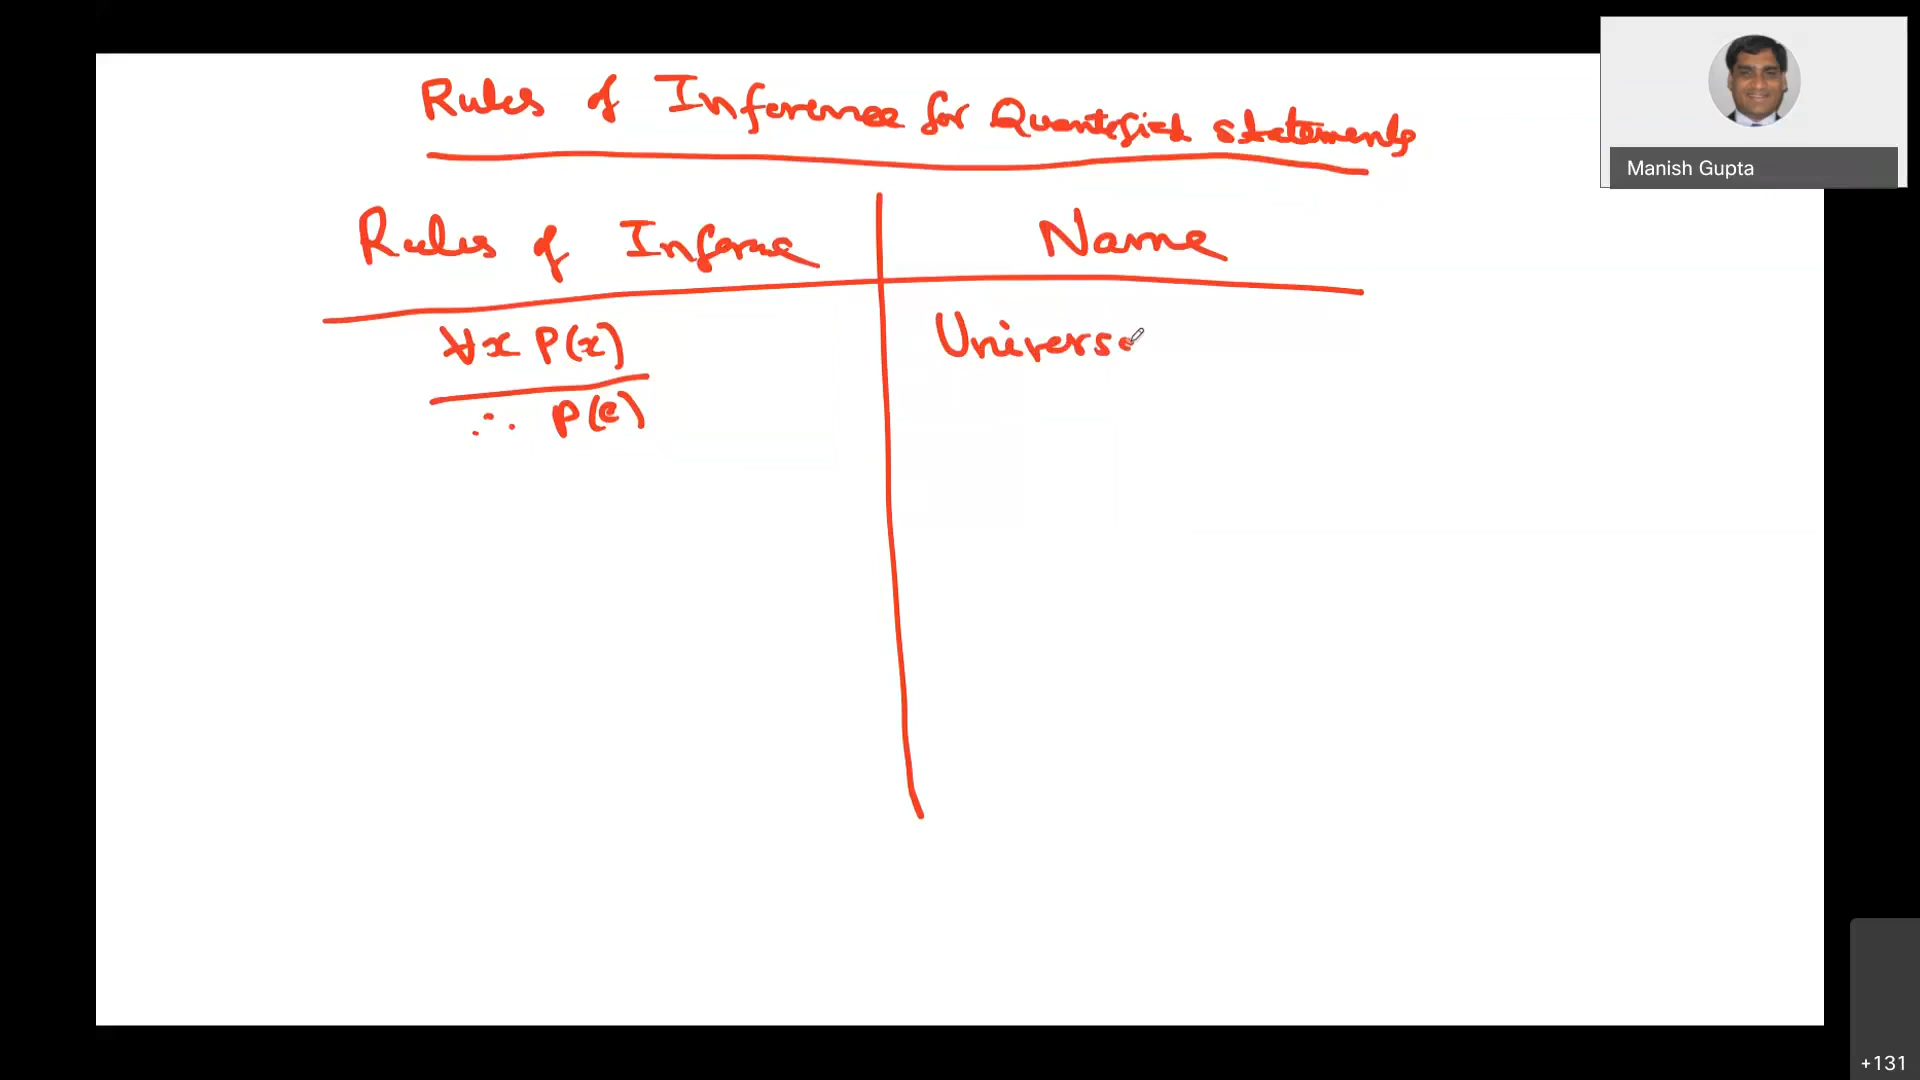 Rules of Inference for Quantified statements
Manish Gupta
Rules of Inference
Name
∀x P(x)
Universa
∴ P(c)
+131